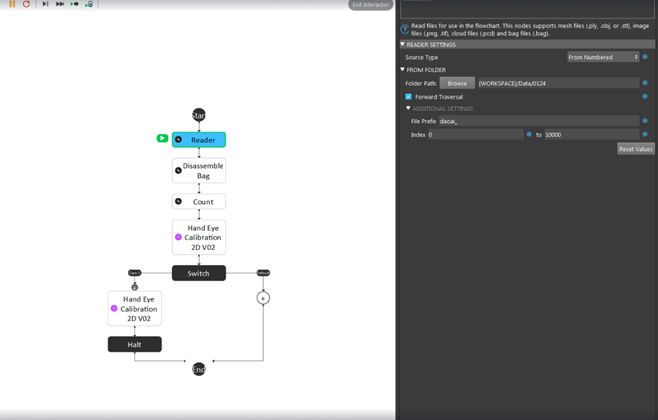 Exit Interactor
Read files for use in the flowchart. This nodes supports mesh files (.ply, .obj, or .stl), image
files (.png, .tif), cloud files (.pcd) and bag files (.bag).
READER SETTINGS
Source Type
From Numbered
FROM FOLDER
Folder Path:
Browse
[WORKSPACE]/Data/0124
Forward Traversal
ADDITIONAL SETTINGS
File Prefix
daoai_
Index
0
to
10000
Reset Values
Start
Reader
Disassemble
Bag
Count
Hand Eye
Calibration
2D V02
Switch
Default
Hand Eye
Calibration
2D V02
Halt
End